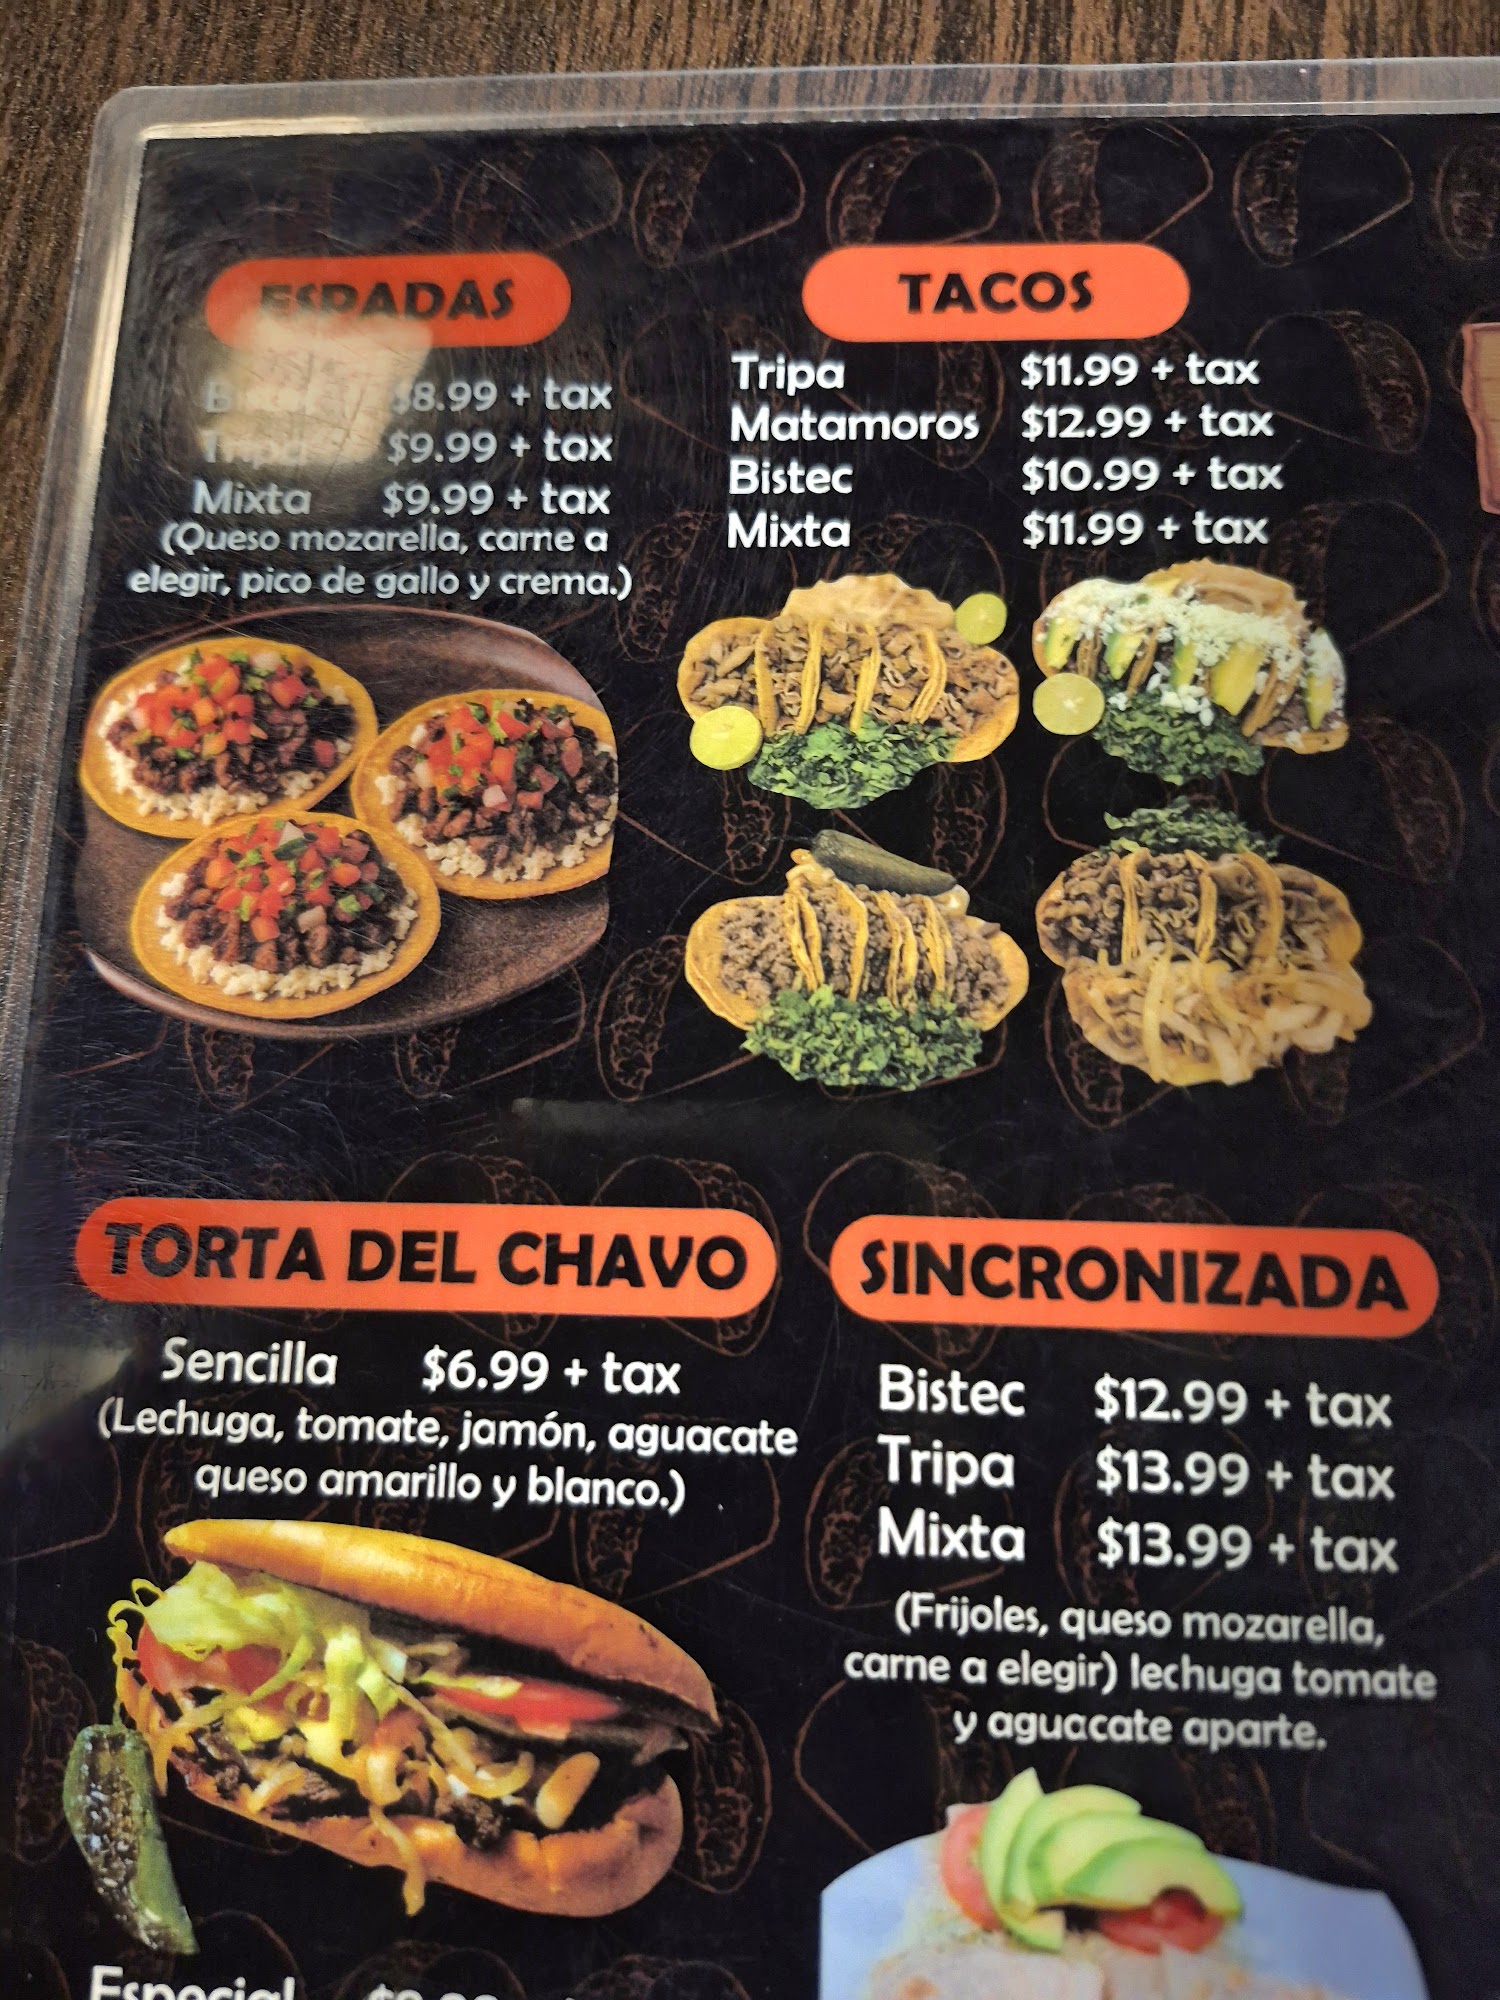 ESPADAS
$8.99 + tax
Tripa $9.99 + tax
Mixta $9.99 + tax
(Queso mozarella, carne a
elegir, pico de gallo y crema.)
TACOS
Tripa $11.99 + tax
Matamoros $12.99 + tax
Bistec $10.99 + tax
Mixta $11.99 + tax
TORTA DEL CHAVO
Sencilla $6.99 + tax
(Lechuga, tomate, jamón, aguacate
queso amarillo y blanco.)
Especial
SINCRONIZADA
Bistec $12.99 + tax
Tripa $13.99 + tax
Mixta $13.99 + tax
(Frijoles, queso mozarella,
carne a elegir) lechuga tomate
y aguacate aparte.